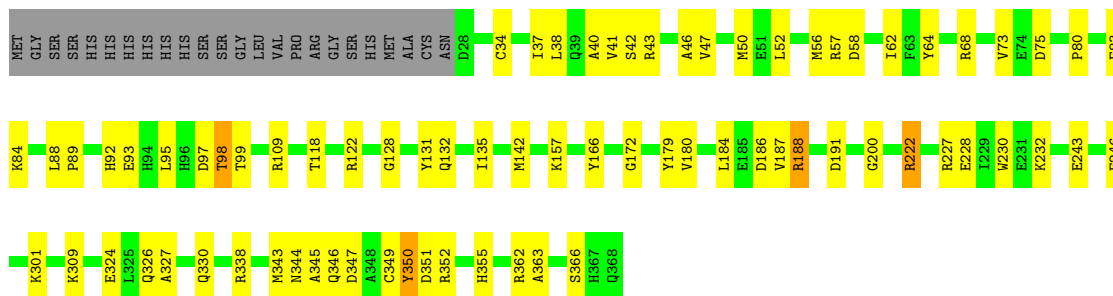 MET GLY SER SER HIS HIS HIS HIS HIS HIS SER SER GLY LEU VAL PRO ARG GLY SER HIS MET ALA CYS ASN D28 C34 I37 L38 Q39 A40 V41 S42 R43 A46 V47 M50 E51 L52 M56 R57 D58 I62 F63 Y64 R68 V73 E74 D75 P80
K84 L88 P89 H92 E93 H94 L95 H96 D97 T98 T99 R109 T118 R122 G128 Y131 Q132 I135 M142 K157 Y166 G172 Y179 V180 L184 E185 D186 V187 R188 D191 G200 R222 R227 E228 I229 W230 E231 K232 E243
K301 K309 E324 L325 Q326 A327 Q330 R338 M343 N344 A345 Q346 D347 A348 C349 Y350 D351 R352 H355 R362 A363 S366 H367 Q368